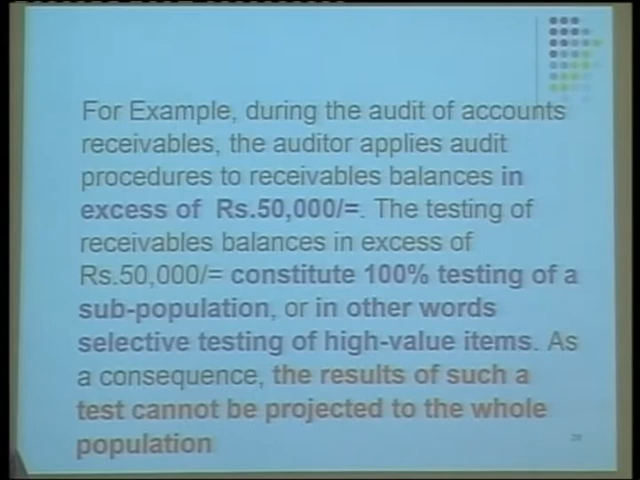 For Example, during the audit of accounts
receivables, the auditor applies audit
procedures to receivables balances in
excess of Rs.50,000/=. The testing of
receivables balances in excess of
Rs.50,000/= constitute 100% testing of a
sub-population, or in other words
selective testing of high-value items. As
a consequence, the results of such a
test cannot be projected to the whole
population